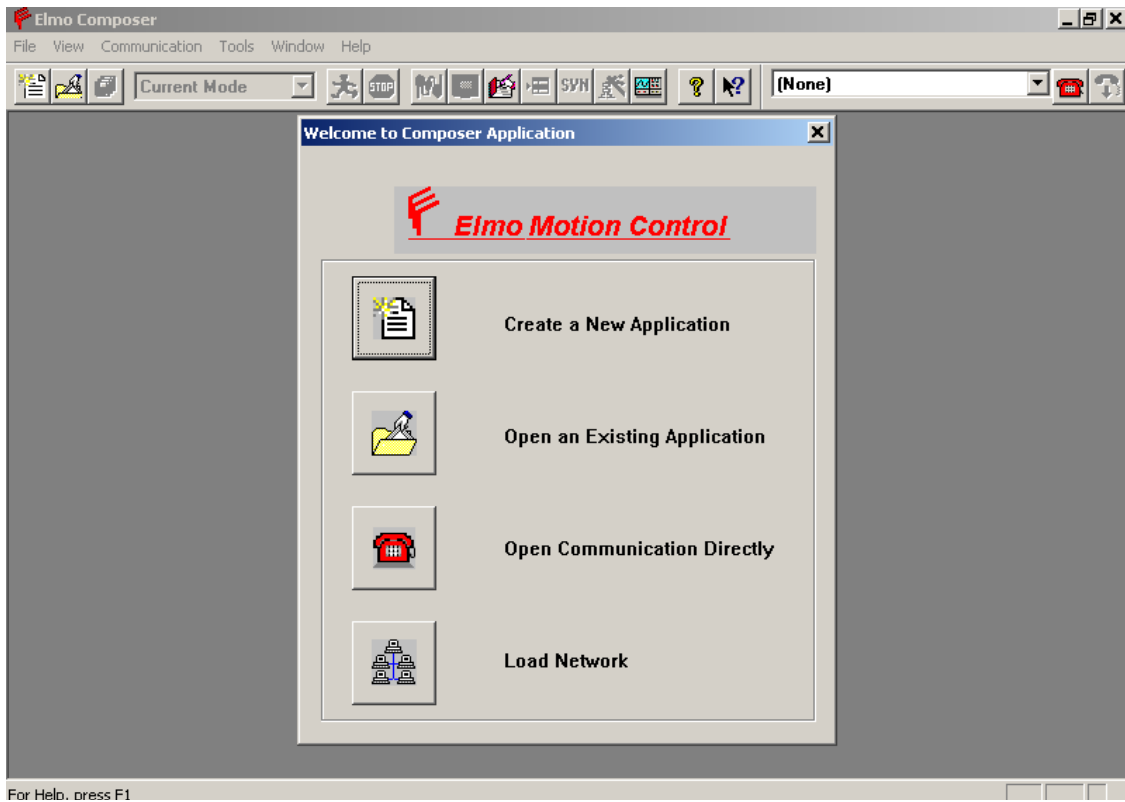 Elmo Composer
File View Communication Tools Window Help
Current Mode STOP SYN (None)
Welcome to Composer Application
Elmo Motion Control
Create a New Application
Open an Existing Application
Open Communication Directly
Load Network
For Help, press F1